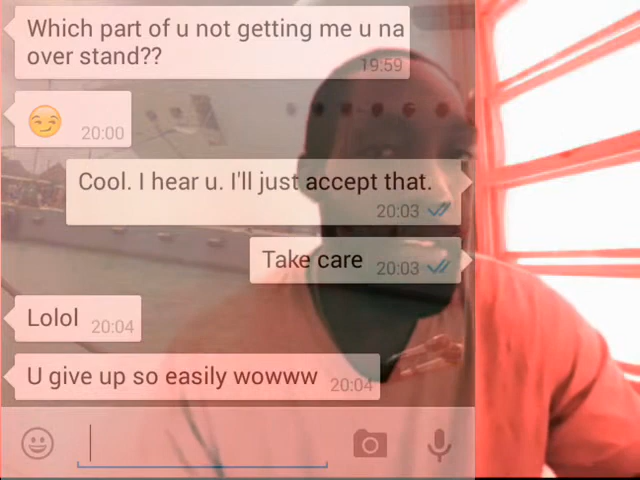 Which part of u not getting me u na
over stand??
19:59
😏 20:00
Cool. I hear u. I'll just accept that.
20:03
Take care 20:03
Lolol 20:04
U give up so easily wowww 20:04